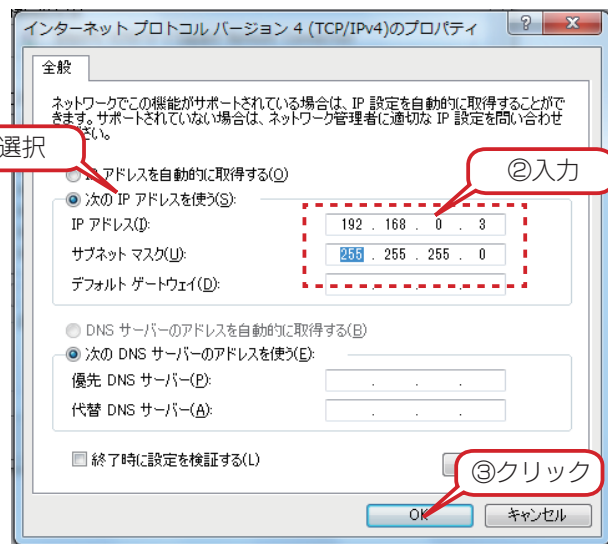 インターネット プロトコル バージョン 4 (TCP/IPv4)のプロパティ
全般
ネットワークでこの機能がサポートされている場合は、IP 設定を自動的に取得することがで
きます。サポートされていない場合は、ネットワーク管理者に適切な IP 設定を問い合わせ
さい。
選択
②入力
アドレスを自動的に取得する(O)
次の IP アドレスを使う(S):
IP アドレス(I):
192 . 168 . 0 . 3
サブネット マスク(U):
255 . 255 . 255 . 0
デフォルト ゲートウェイ(D):
. . .
DNS サーバーのアドレスを自動的に取得する(B)
次の DNS サーバーのアドレスを使う(E):
優先 DNS サーバー(P):
. . .
代替 DNS サーバー(A):
. . .
終了時に設定を検証する(L)
③クリック
OK
キャンセル